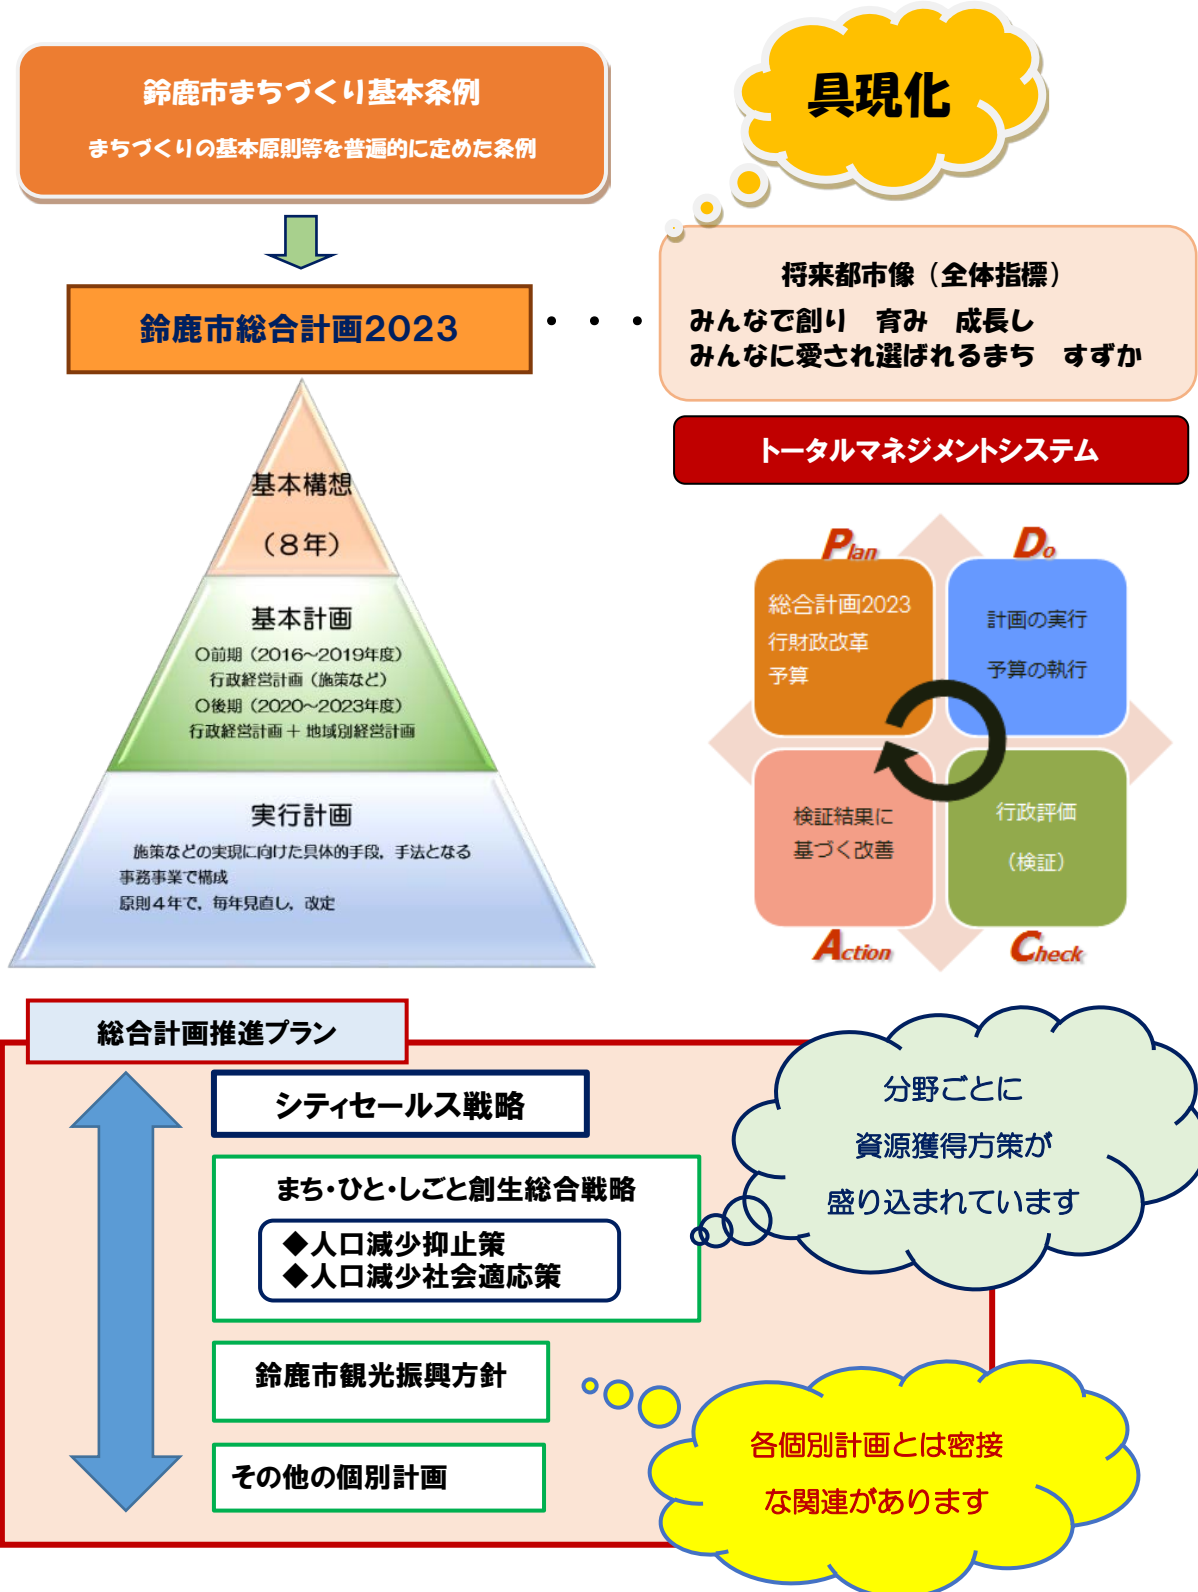 鈴鹿市まちづくり基本条例
まちづくりの基本原則等を普遍的に定めた条例
具現化
鈴鹿市総合計画2023
・・・
将来都市像（全体指標）
みんなで創り　育み　成長し
みんなに愛され選ばれるまち　すずか
トータルマネジメントシステム
基本構想
（８年）
基本計画
○前期（2016～2019年度）
行政経営計画（施策など）
○後期（2020～2023年度）
行政経営計画＋地域別経営計画
実行計画
施策などの実現に向けた具体的手段，手法となる
事務事業で構成
原則４年で，毎年見直し，改定
Plan
総合計画2023
行財政改革
予算
Do
計画の実行
予算の執行
検証結果に
基づく改善
Action
行政評価
（検証）
Check
総合計画推進プラン
シティセールス戦略
まち・ひと・しごと創生総合戦略
◆人口減少抑止策
◆人口減少社会適応策
鈴鹿市観光振興方針
その他の個別計画
分野ごとに
資源獲得方策が
盛り込まれています
各個別計画とは密接
な関連があります